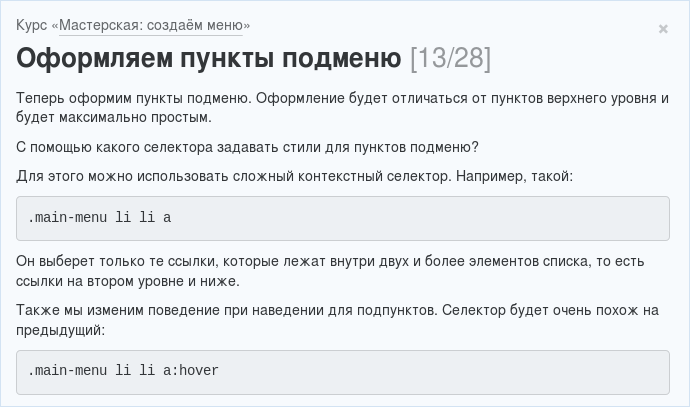 Курс «Мастерская: создаём меню»
×
Оформляем пункты подменю [13/28]
Теперь оформим пункты подменю. Оформление будет отличаться от пунктов верхнего уровня и
будет максимально простым.
С помощью какого селектора задавать стили для пунктов подменю?
Для этого можно использовать сложный контекстный селектор. Например, такой:
.main-menu li li a
Он выберет только те ссылки, которые лежат внутри двух и более элементов списка, то есть
ссылки на втором уровне и ниже.
Также мы изменим поведение при наведении для подпунктов. Селектор будет очень похож на
предыдущий:
.main-menu li li a:hover